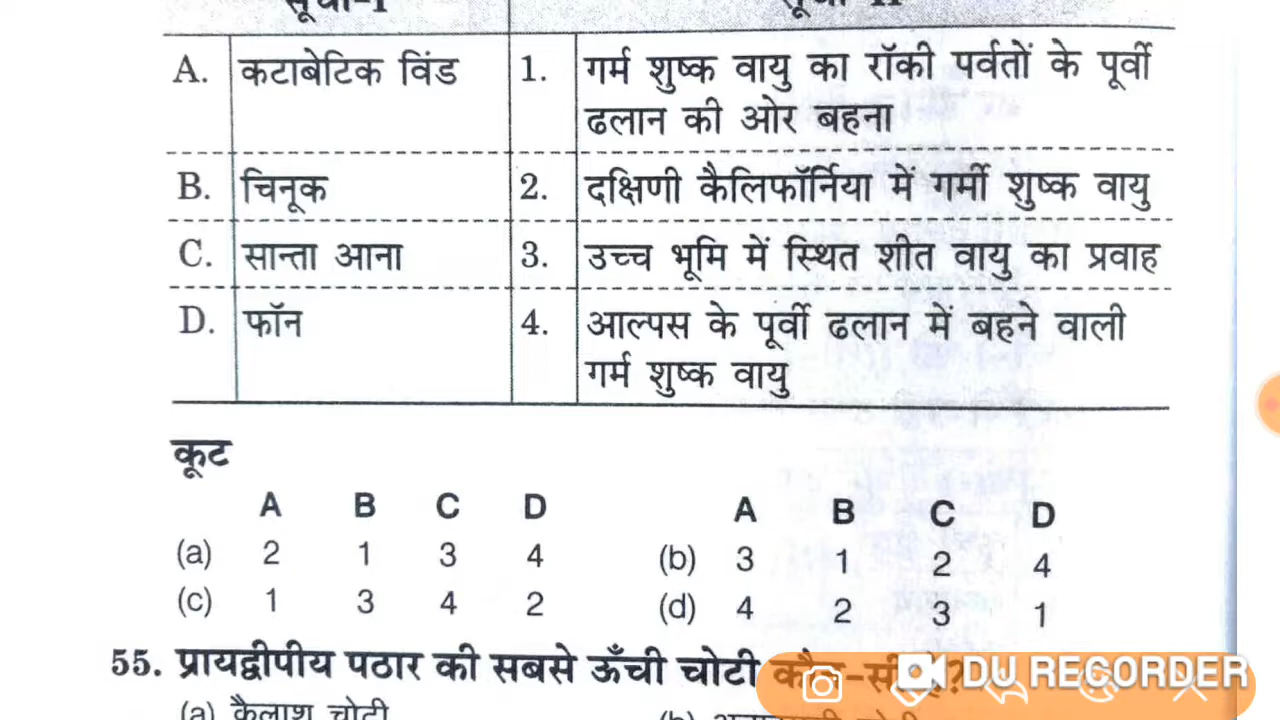 सूची-I सूची-II
A. कटाबेटिक विंड 1. गर्म शुष्क वायु का रॉकी पर्वतों के पूर्वी
ढलान की ओर बहना
B. चिनूक 2. दक्षिणी कैलिफॉर्निया में गर्मी शुष्क वायु
C. सान्ता आना 3. उच्च भूमि में स्थित शीत वायु का प्रवाह
D. फॉन 4. आल्पस के पूर्वी ढलान में बहने वाली
गर्म शुष्क वायु
कूट
A B C D A B C D
(a) 2 1 3 4 (b) 3 1 2 4
(c) 1 3 4 2 (d) 4 2 3 1
55. प्रायद्वीपीय पठार की सबसे ऊँची चोटी कौन-सी है?
DU RECORDER
(a) कैलाश चोटी (b) चोटी